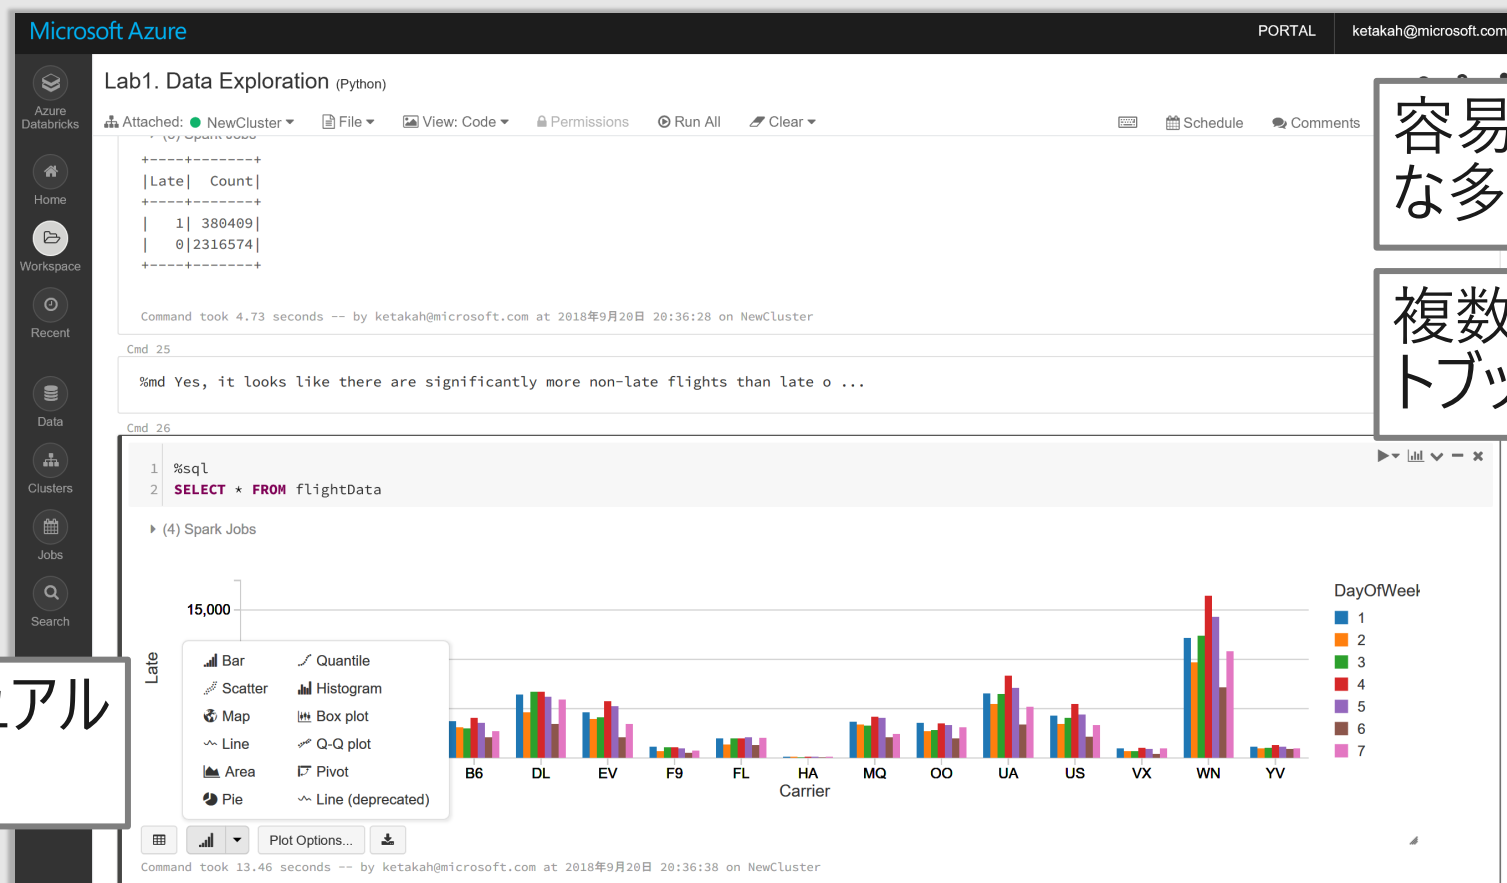 Microsoft Azure
PORTAL
ketakah@microsoft.com
Lab1. Data Exploration (Python)
Attached: NewCluster
File
View: Code
Permissions
Run All
Clear
Schedule
Comments
Azure
Databricks
Home
Workspace
Recent
Data
Clusters
Jobs
Search
Spark Jobs
+----+-------+
|Late|  Count|
+----+-------+
|   1| 380409|
|   0|2316574|
+----+-------+
Command took 4.73 seconds -- by ketakah@microsoft.com at 2018年9月20日 20:36:28 on NewCluster
Cmd 25
%md Yes, it looks like there are significantly more non-late flights than late o ...
Cmd 26
1 %sql
2 SELECT * FROM flightData
(4) Spark Jobs
容易
な多
複数
トブッ
ュアル
15,000
Late
Bar
Scatter
Map
Line
Area
Pie
Quantile
Histogram
Box plot
Q-Q plot
Pivot
Line (deprecated)
B6 DL EV F9 FL HA MQ OO UA US VX WN YV
Carrier
DayOfWeek
1
2
3
4
5
6
7
Plot Options...
Command took 13.46 seconds -- by ketakah@microsoft.com at 2018年9月20日 20:36:38 on NewCluster